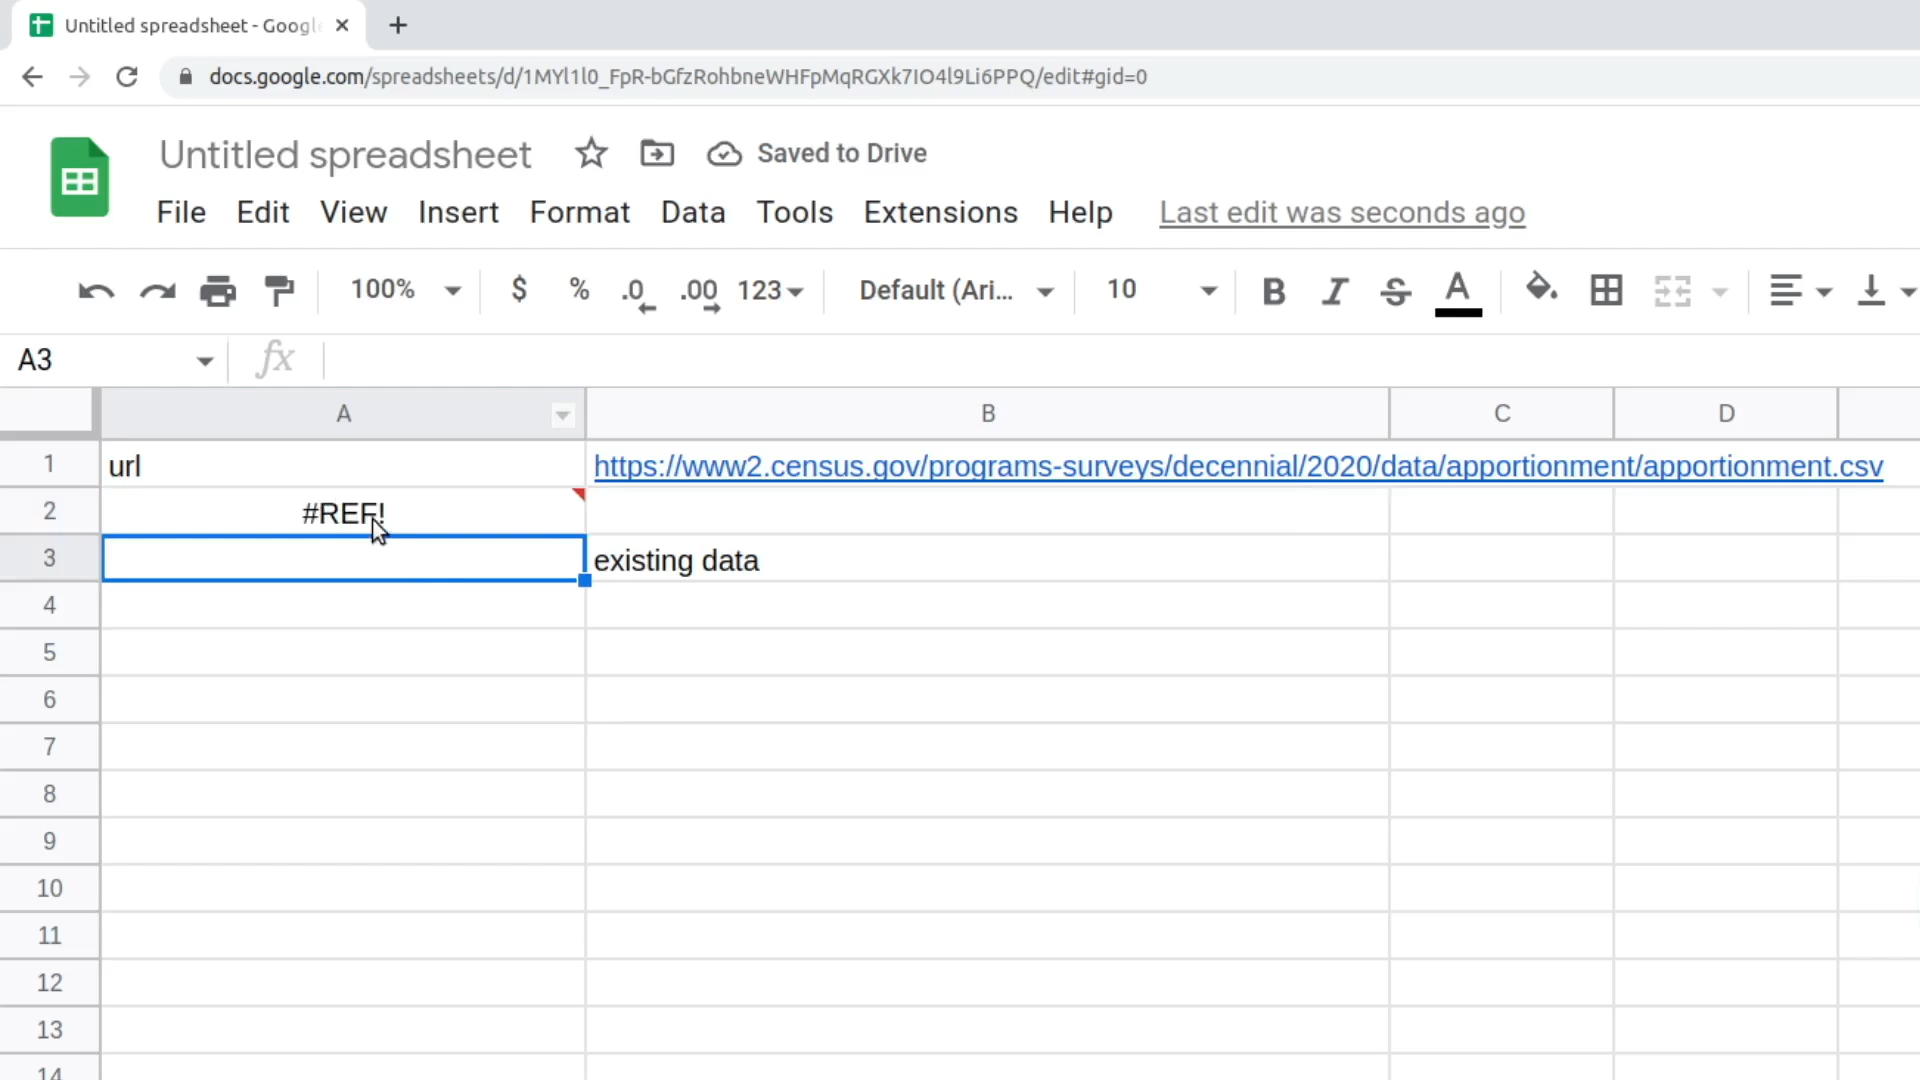 Untitled spreadsheet - Google
docs.google.com/spreadsheets/d/1MYl1l0_FpR-bGfzRohbneWHFpMqRGXk7IO4l9Li6PPQ/edit#gid=0
Untitled spreadsheet Saved to Drive
File Edit View Insert Format Data Tools Extensions Help Last edit was seconds ago
100% $ % .0 .00 123 Default (Ari... 10 B I S A
A3 fx
A B C D
1 url https://www2.census.gov/programs-surveys/decennial/2020/data/apportionment/apportionment.csv
2 #REF!
3 existing data
4
5
6
7
8
9
10
11
12
13
14